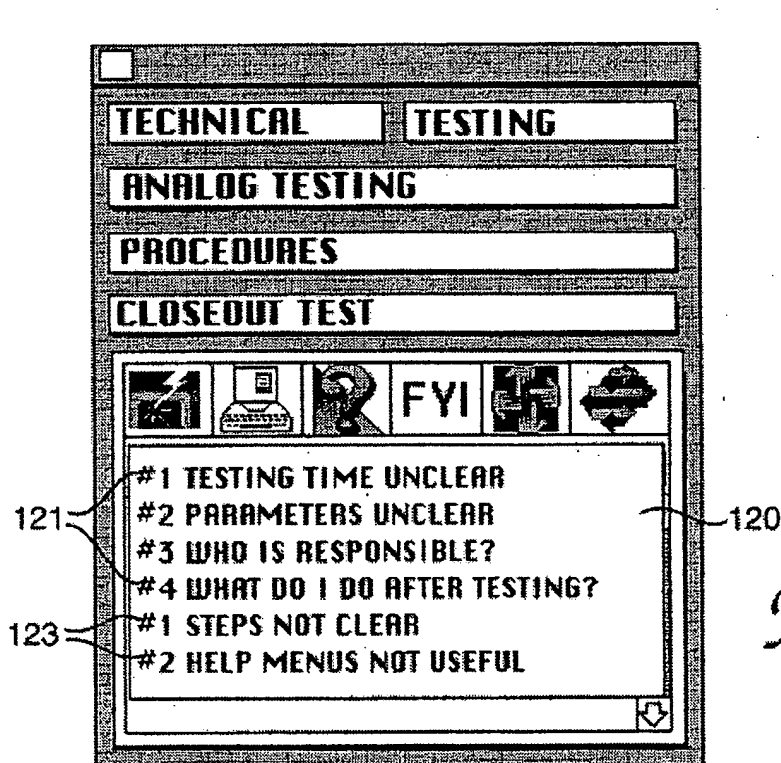 TECHNICAL TESTING
ANALOG TESTING
PROCEDURES
CLOSEOUT TEST
FYI
#1 TESTING TIME UNCLEAR
#2 PARAMETERS UNCLEAR
#3 WHO IS RESPONSIBLE?
#4 WHAT DO I DO AFTER TESTING?
#1 STEPS NOT CLEAR
#2 HELP MENUS NOT USEFUL
121
120
123